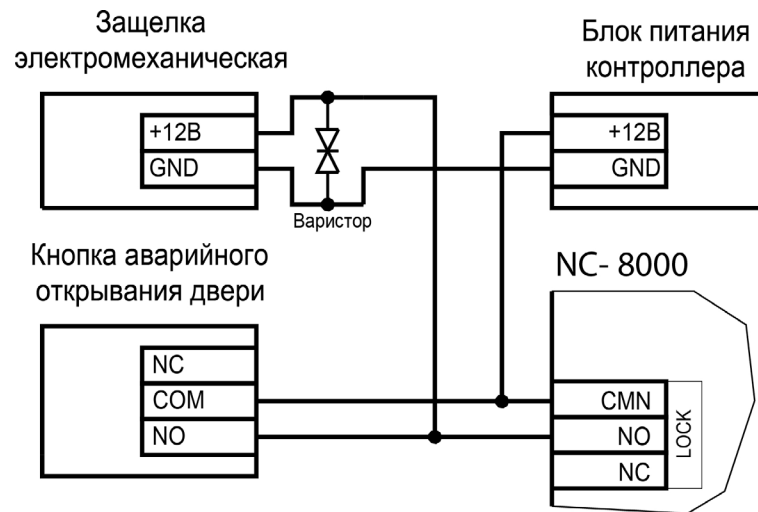 Защелка
электромеханическая
+12В
GND
Варистор
Блок питания
контроллера
+12В
GND
Кнопка аварийного
открывания двери
NC
COM
NO
NC- 8000
CMN
NO
NC
LOCK